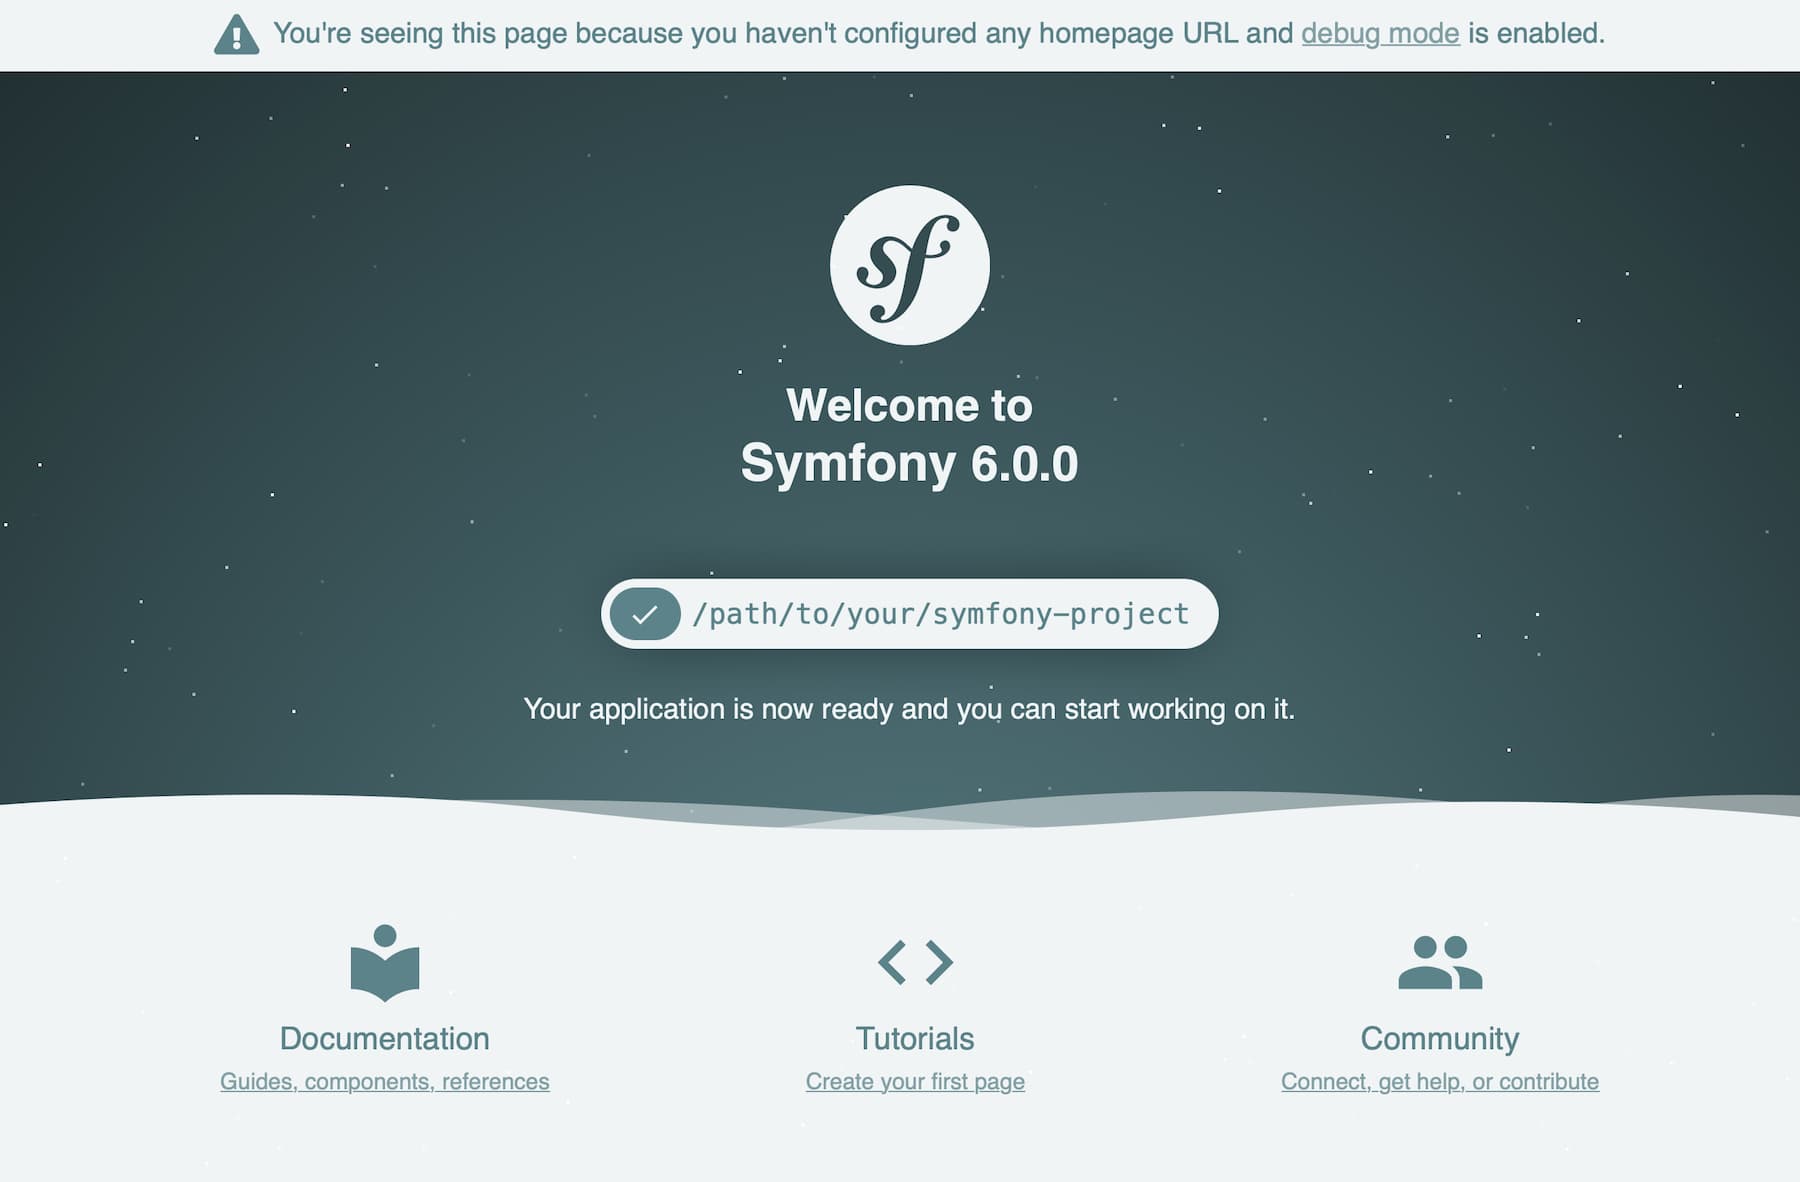 You're seeing this page because you haven't configured any homepage URL and debug mode is enabled.
sf
Welcome to
Symfony 6.0.0
/path/to/your/symfony-project
Your application is now ready and you can start working on it.
Documentation
Guides, components, references
Tutorials
Create your first page
Community
Connect, get help, or contribute